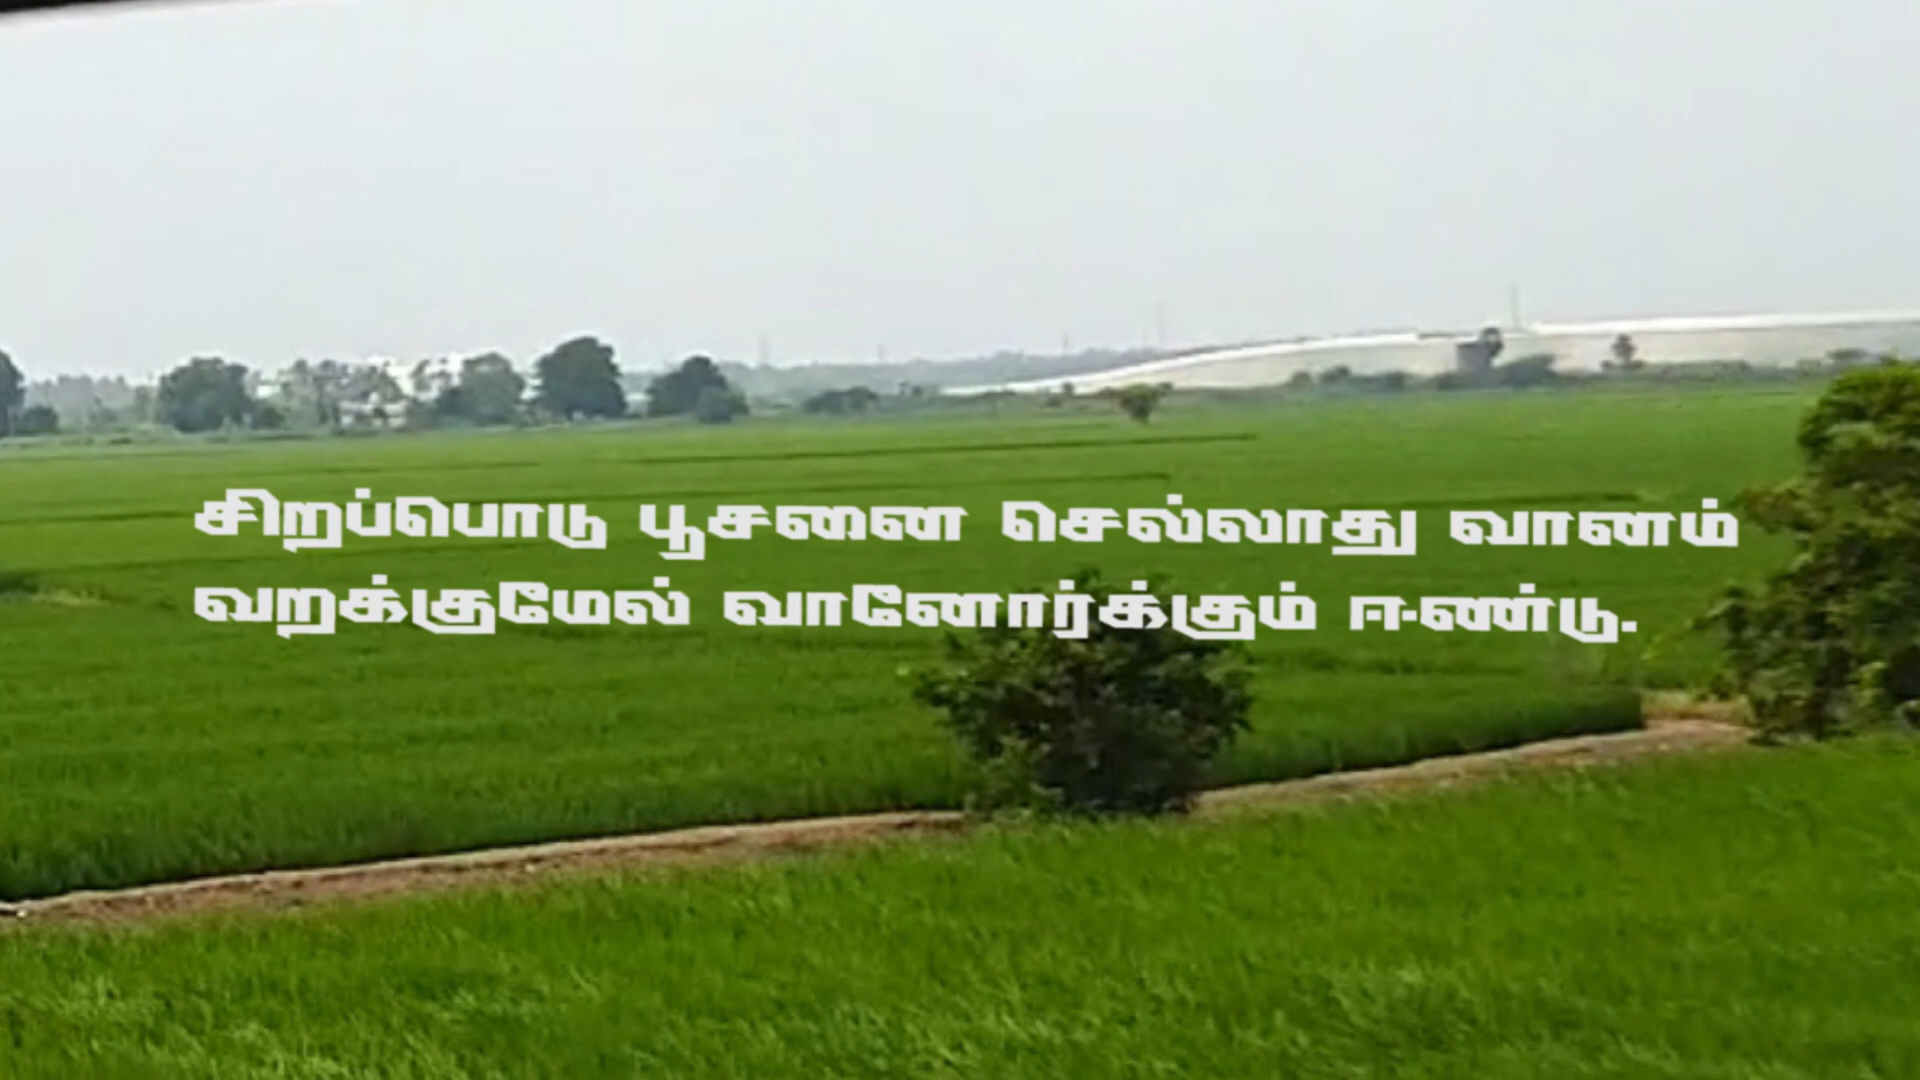 சிறப்பொடு பூசனை செல்லாது வானம்
வறக்குமேல் வானோர்க்கும் ஈண்டு.